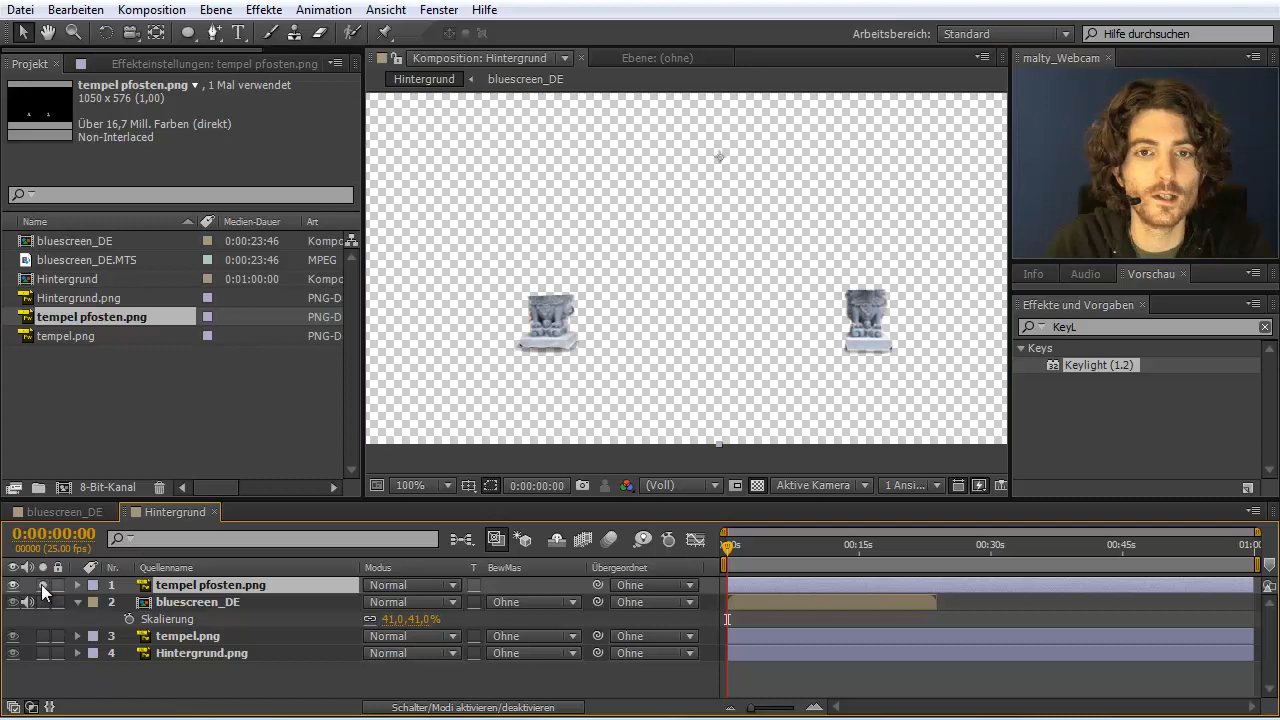 Datei Bearbeiten Komposition Ebene Effekte Animation Ansicht Fenster Hilfe
Arbeitsbereich: Standard Hilfe durchsuchen
Projekt Effekteinstellungen: tempel pfosten.png Komposition: Hintergrund Ebene: (ohne) malty_Webcam
Hintergrund bluescreen_DE
tempel pfosten.png , 1 Mal verwendet
1050 x 576 (1,00)
Über 16,7 Mill. Farben (direkt)
Non-Interlaced
Name Medien-Dauer Art
bluescreen_DE 0:00:23:46 Kompo
bluescreen_DE.MTS 0:00:23:46 MPEG
Hintergrund 0:01:00:00 Kompo
Hintergrund.png PNG-D
tempel pfosten.png PNG-D
tempel.png PNG-D
Info Audio Vorschau
Effekte und Vorgaben
KeyL
Keys
32 Keylight (1.2)
8-Bit-Kanal
100% 0:00:00:00 (Voll) Aktive Kamera 1 Ansi...
bluescreen_DE Hintergrund
0:00:00:00
00000 (25.00 fps)
0s 00:15s 00:30s 00:45s 01:00
Nr. Quellenname Modus T BewMas Übergeordnet
1 tempel pfosten.png Normal Ohne
2 bluescreen_DE Normal Ohne Ohne
Skalierung 41,0,41,0%
3 tempel.png Normal Ohne Ohne
4 Hintergrund.png Normal Ohne Ohne
Schalter/Modi aktivieren/deaktivieren